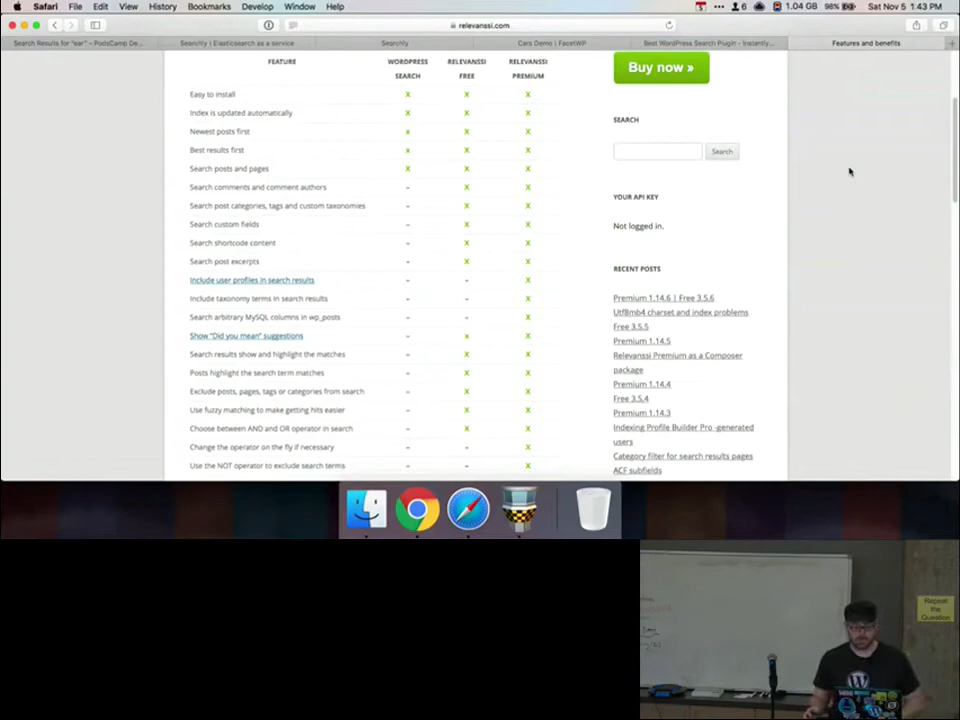 Safari File Edit View History Bookmarks Develop Window Help
6 1.04 GB 98% Sat Nov 5 1:43 PM
relevanssi.com
Search Results for "ear" – PodsCamp De...
Searchly | Elasticsearch as a service
Searchly
Cars Demo | FacetWP
Best WordPress Search Plugin - Instantly...
Features and benefits
FEATURE WORDPRESS SEARCH RELEVANSSI FREE RELEVANSSI PREMIUM
Easy to install x x x
Index is updated automatically x x x
Newest posts first x x x
Best results first x x x
Search posts and pages x x x
Search comments and comment authors – x x
Search post categories, tags and custom taxonomies – x x
Search custom fields – x x
Search shortcode content – x x
Search post excerpts – x x
Include user profiles in search results – – x
Include taxonomy terms in search results – – x
Search arbitrary MySQL columns in wp_posts – – x
Show "Did you mean" suggestions – x x
Search results show and highlight the matches – x x
Posts highlight the search term matches – x x
Exclude posts, pages, tags or categories from search – x x
Use fuzzy matching to make getting hits easier – x x
Choose between AND and OR operator in search – x x
Change the operator on the fly if necessary – – x
Use the NOT operator to exclude search terms – – x
Buy now »
SEARCH
Search
YOUR API KEY
Not logged in.
RECENT POSTS
Premium 1.14.6 | Free 3.5.6
Utf8mb4 charset and index problems
Free 3.5.5
Premium 1.14.5
Relevanssi Premium as a Composer
package
Premium 1.14.4
Free 3.5.4
Premium 1.14.3
Indexing Profile Builder Pro -generated
users
Category filter for search results pages
ACF subfields
Repeat
the
Question